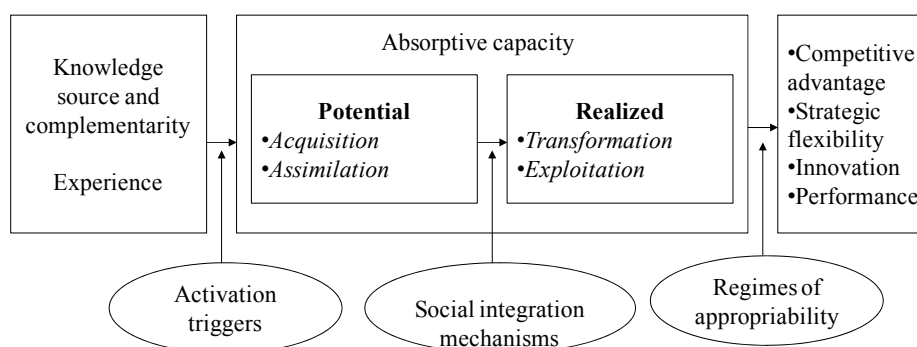 Knowledge
source and
complementarity
Experience
Absorptive capacity
Potential
•Acquisition
•Assimilation
Realized
•Transformation
•Exploitation
•Competitive
advantage
•Strategic
flexibility
•Innovation
•Performance
Activation
triggers
Social integration
mechanisms
Regimes of
appropriability